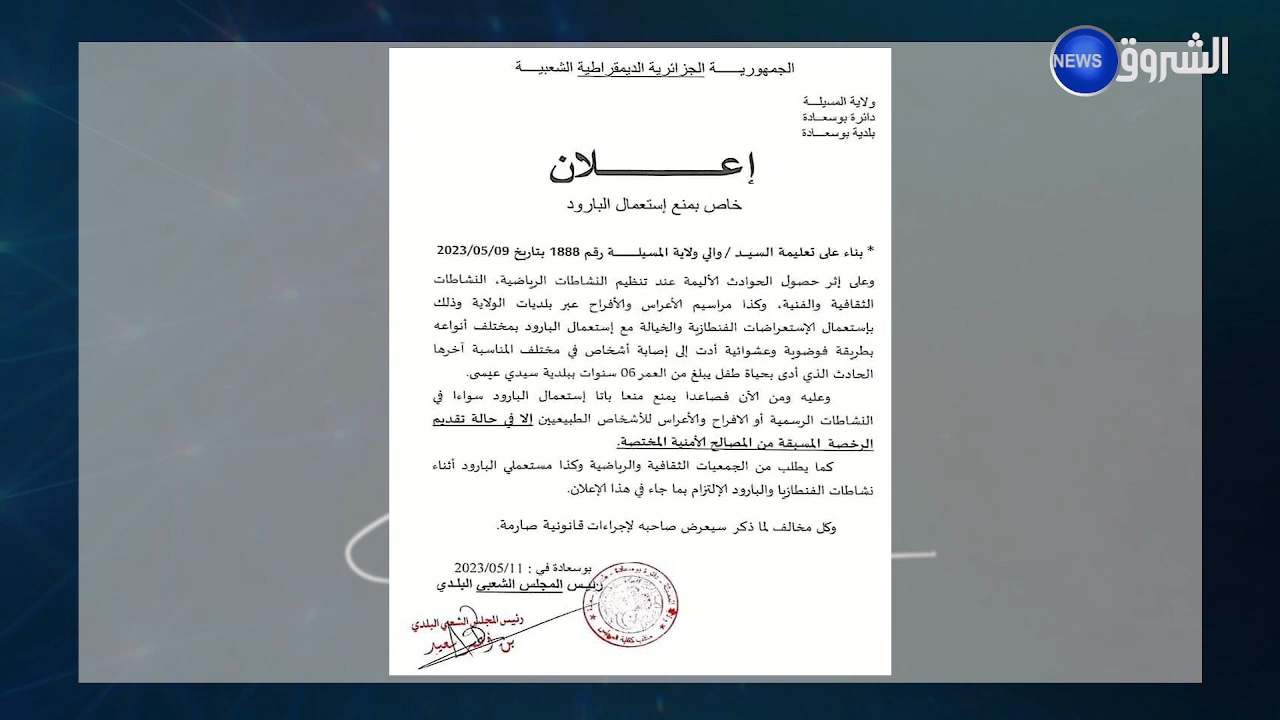 الشروق
NEWS
الجمهوريـــة الجزائرية الديمقراطية الشعبيـــة
ولاية المسيلـــة
دائرة بوسعــادة
بلدية بوسعـــادة
إعـــــــــلان
خاص بمنع إستعمال البارود
* بناء على تعليمة السيـد / والي ولاية المسيلـــــة رقم 1888 بتاريخ 2023/05/09
وعلى إثر حصول الحوادث الأليمة عند تنظيم النشاطات الرياضية، النشاطات
الثقافية والفنية، وكذا مراسيم الأعراس والأفراح عبر بلديات الولاية وذلك
بإستعمال الإستعراضات الفنطازية والخيالة مع إستعمال البارود بمختلف أنواعه
بطريقة فوضوية وعشوائية أدت إلى إصابة أشخاص في مختلف المناسبة آخرها
الحادث الذي أدى بحياة طفل يبلغ من العمر 06 سنوات ببلدية سيدي عيسى.
وعليه ومن الآن فصاعدا يمنع منعا باتا إستعمال البارود سواءا في
النشاطات الرسمية أو الافراح والأعراس للأشخاص الطبيعيين إلا في حالة تقديم
الرخصة المسبقة من المصالح الأمنية المختصة.
كما يطلب من الجمعيات الثقافية والرياضية وكذا مستعملي البارود أثناء
نشاطات الفنطازيا والبارود الإلتزام بما جاء في هذا الإعلان.
وكل مخالف لما ذكر سيعرض صاحبه لإجراءات قانونية صارمة.
بوسعادة في : 2023/05/11
رئيـس المجلس الشعبي البلـدي
رئيس المجلس الشعبي البلدي
بن